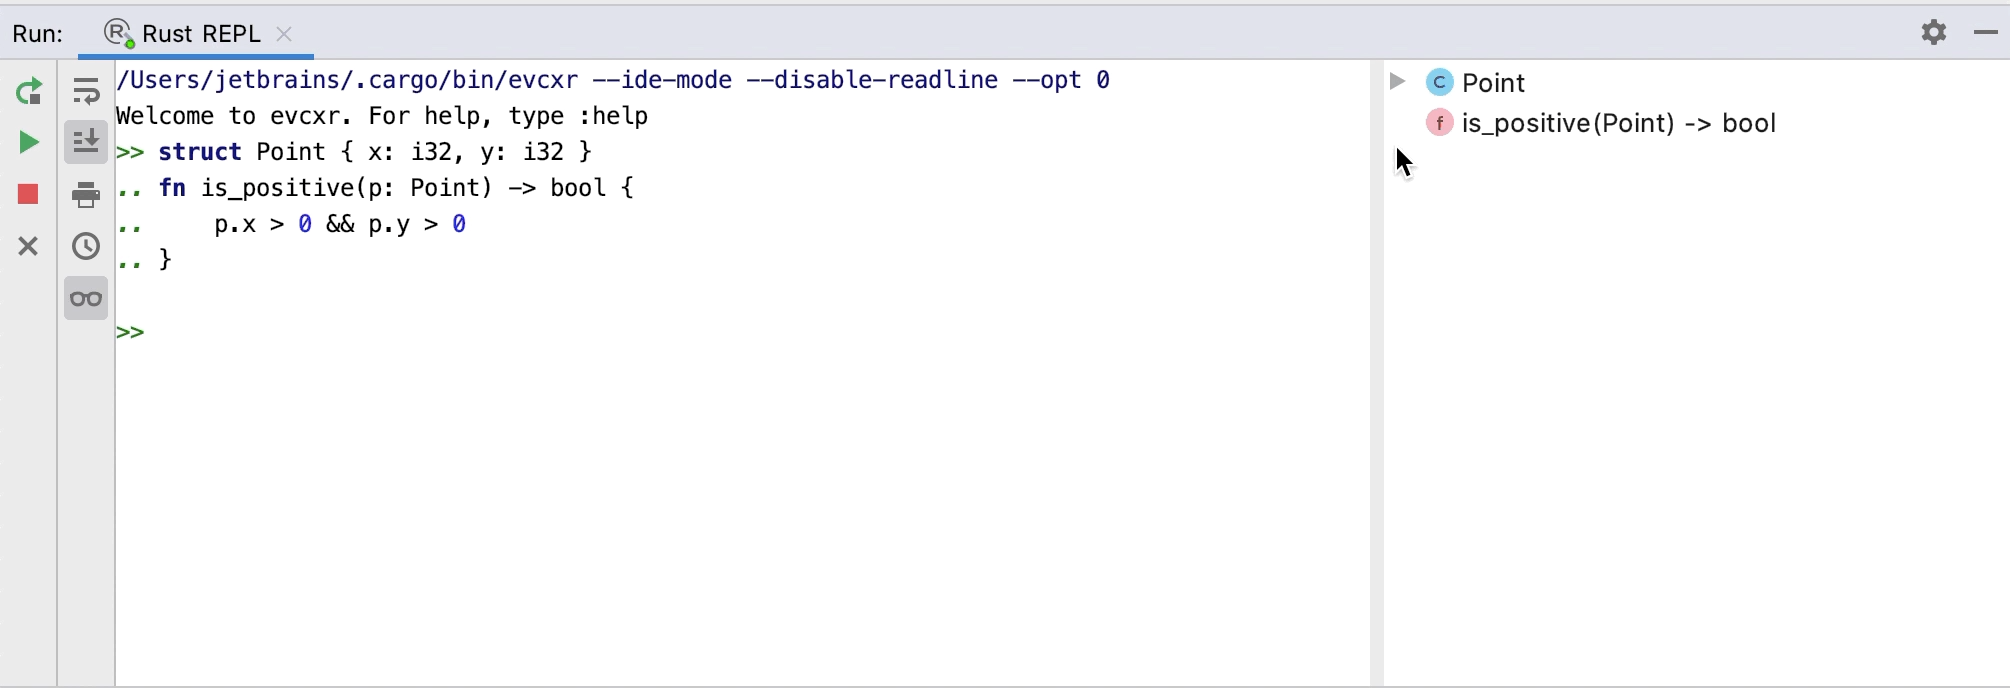 Run: Rust REPL
/Users/jetbrains/.cargo/bin/evcxr --ide-mode --disable-readline --opt 0
Welcome to evcxr. For help, type :help
>> struct Point { x: i32, y: i32 }
.. fn is_positive(p: Point) -> bool {
..     p.x > 0 && p.y > 0
.. }
>>
Point
is_positive(Point) -> bool